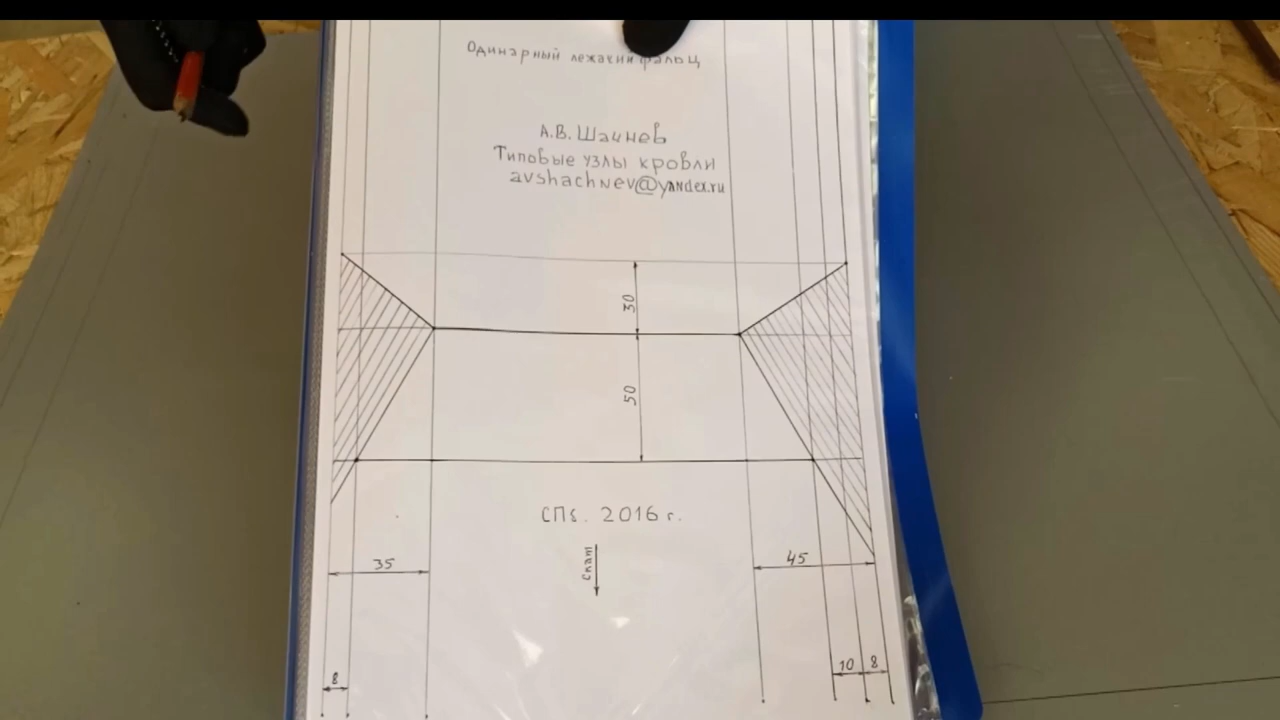 Одинарный лежачий фальц
А.В. Шачнев
Типовые узлы кровли
avshachnev@yandex.ru
30
50
СПб. 2016 г.
скат
35
45
8
10
8